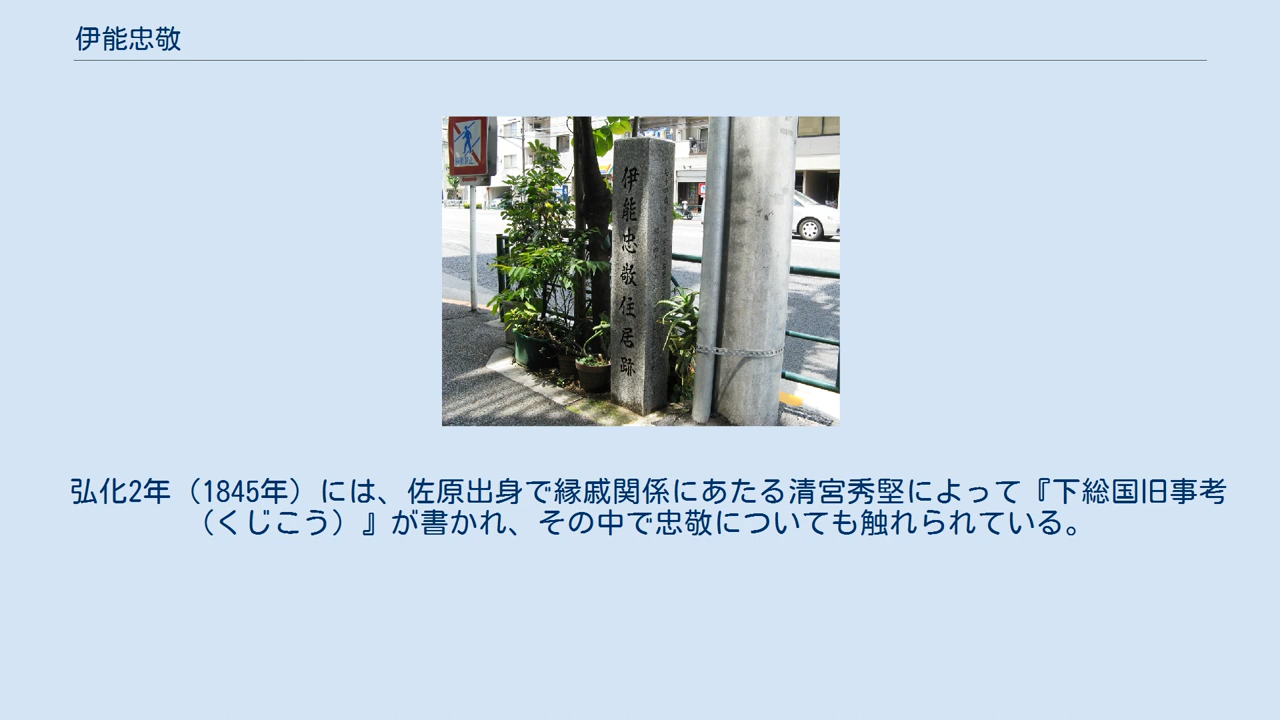 伊能忠敬
伊能忠敬住居跡
弘化2年（1845年）には、佐原出身で縁戚関係にあたる清宮秀堅によって『下総国旧事考
（くじこう）』が書かれ、その中で忠敬についても触れられている。